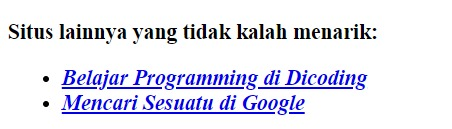 Situs lainnya yang tidak kalah menarik:
Belajar Programming di Dicoding
Mencari Sesuatu di Google